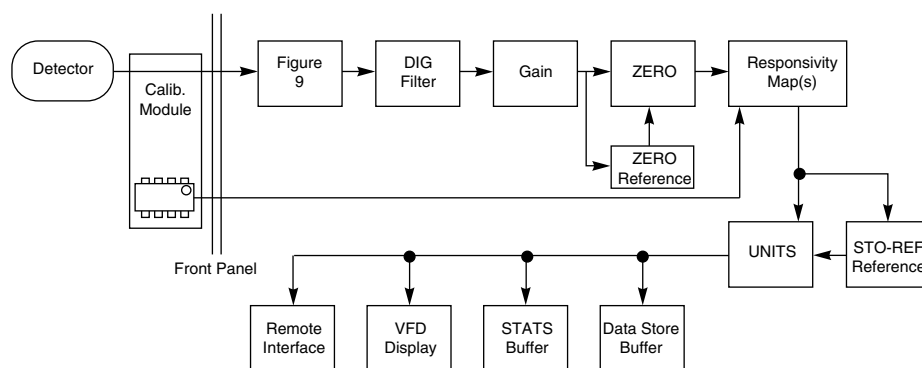 Detector
Calib.
Module
Front Panel
Figure
9
DIG
Filter
Gain
ZERO
ZERO
Reference
Responsivity
Map(s)
UNITS
STO-REF
Reference
Remote
Interface
VFD
Display
STATS
Buffer
Data Store
Buffer